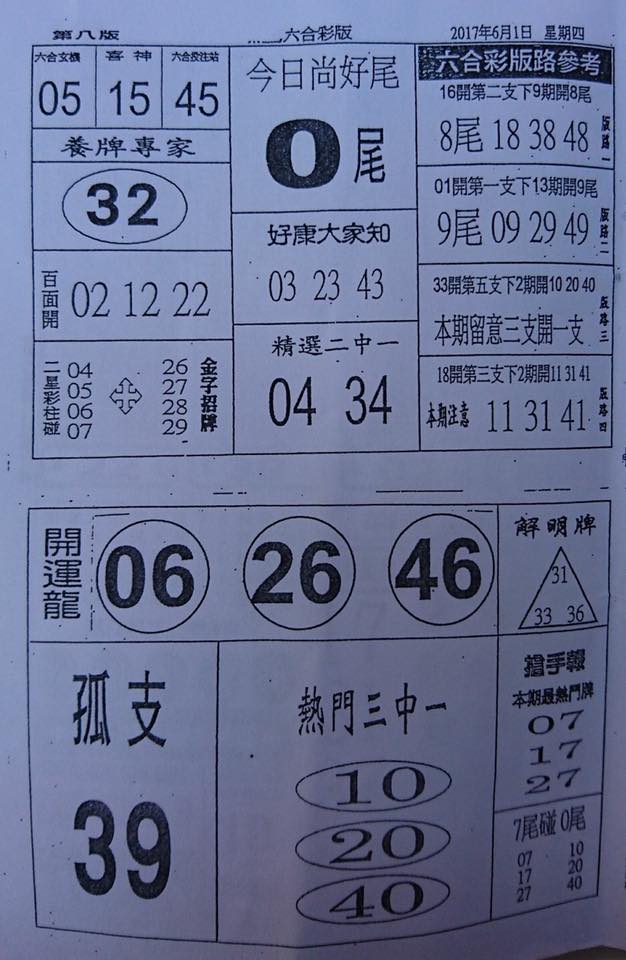 第八版
六合彩版
2017年6月1日 星期四
六合玄機
05
喜神
15
六合投注站
45
養牌專家
32
百面開
02 12 22
二星彩柱碰
04
05
06
07
26
27
28
29
金字招牌
今日尚好尾
0尾
好康大家知
03 23 43
精選二中一
04 34
六合彩版路參考
16開第二支下9期開8尾
8尾 18 38 48
版路一
01開第一支下13期開9尾
9尾 09 29 49
版路二
33開第五支下2期開10 20 40
本期留意三支開一支
版路三
18開第三支下2期開11 31 41
本期注意 11 31 41
版路四
開運龍
06 26 46
解明牌
31
33 36
孤支
39
熱門三中一
10
20
40
搶手報
本期最熱門牌
07
17
27
7尾碰0尾
07 10
17 20
27 40